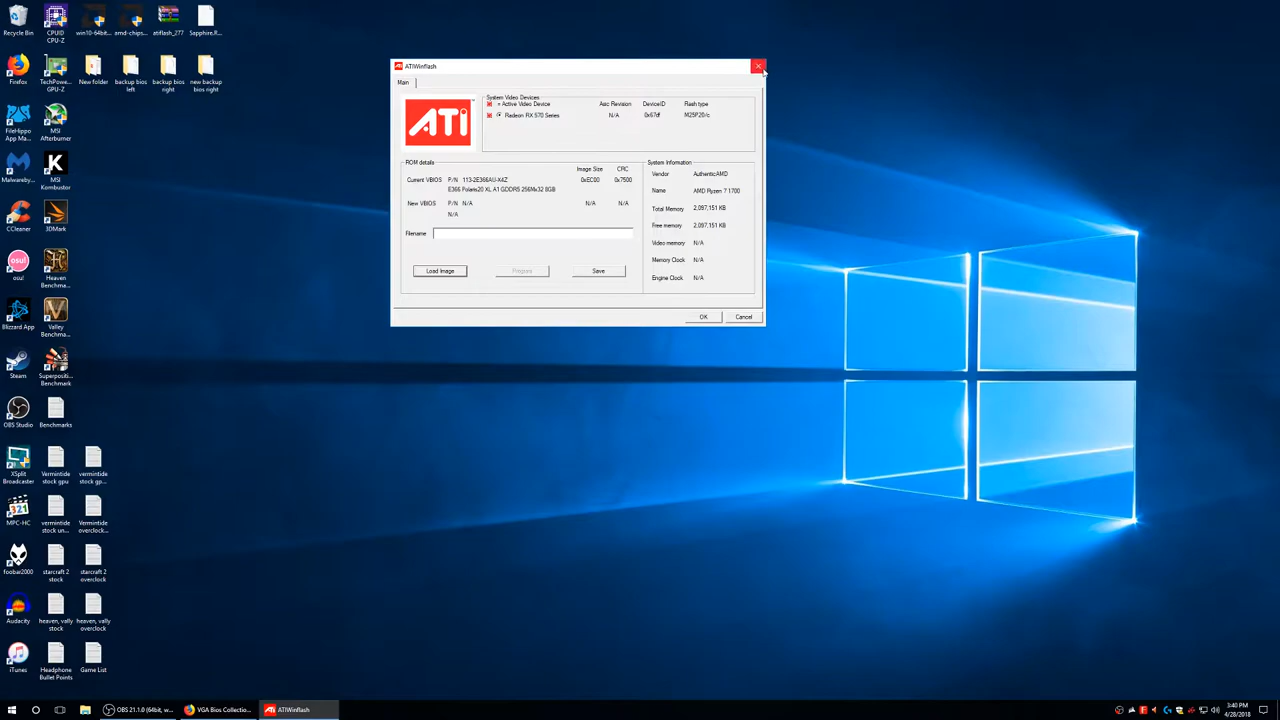 Recycle Bin
CPUID
CPU-Z
win10-64bit...
amd-chips...
atiflash_277
Sapphire.R...
Firefox
TechPowe...
GPU-Z
New folder
backup bios
left
backup bios
right
new backup
bios right
FileHippo
App Ma...
MSI
Afterburner
Malwareby...
MSI
Kombustor
CCleaner
3DMark
osu!
Heaven
Benchma...
Blizzard App
Valley
Benchma...
Steam
Superpositi...
Benchmark
OBS Studio
Benchmarks
XSplit
Broadcaster
Vermintide
stock gpu
vermintide
stock gp...
321
MPC-HC
vermintide
stock un...
Vermintide
overclock...
foobar2000
starcraft 2
stock
starcraft 2
overclock
Audacity
heaven, vally
stock
heaven, vally
overclock
iTunes
Headphone
Bullet Points
Game List
ATI ATIWinflash
Main
ATI
System Video Devices
+ Active Video Device
Asic Revision
DeviceID
Flash type
Radeon RX 570 Series
N/A
0x67df
M25P20/c
ROM details
Image Size
CRC
Current VBIOS P/N 113-2E366AU-X4Z 0xEC00 0x7500
E366 Polaris20 XL A1 GDDR5 256Mx32 8GB
New VBIOS P/N N/A N/A N/A
N/A
Filename
Load Image
Program
Save
System Information
Vendor AuthenticAMD
Name AMD Ryzen 7 1700
Total Memory 2,097,151 KB
Free memory 2,097,151 KB
Video memory N/A
Memory Clock N/A
Engine Clock N/A
OK
Cancel
OBS 21.1.0 (64bit, w...
VGA Bios Collectio...
ATI ATIWinflash
3:40 PM
4/28/2018